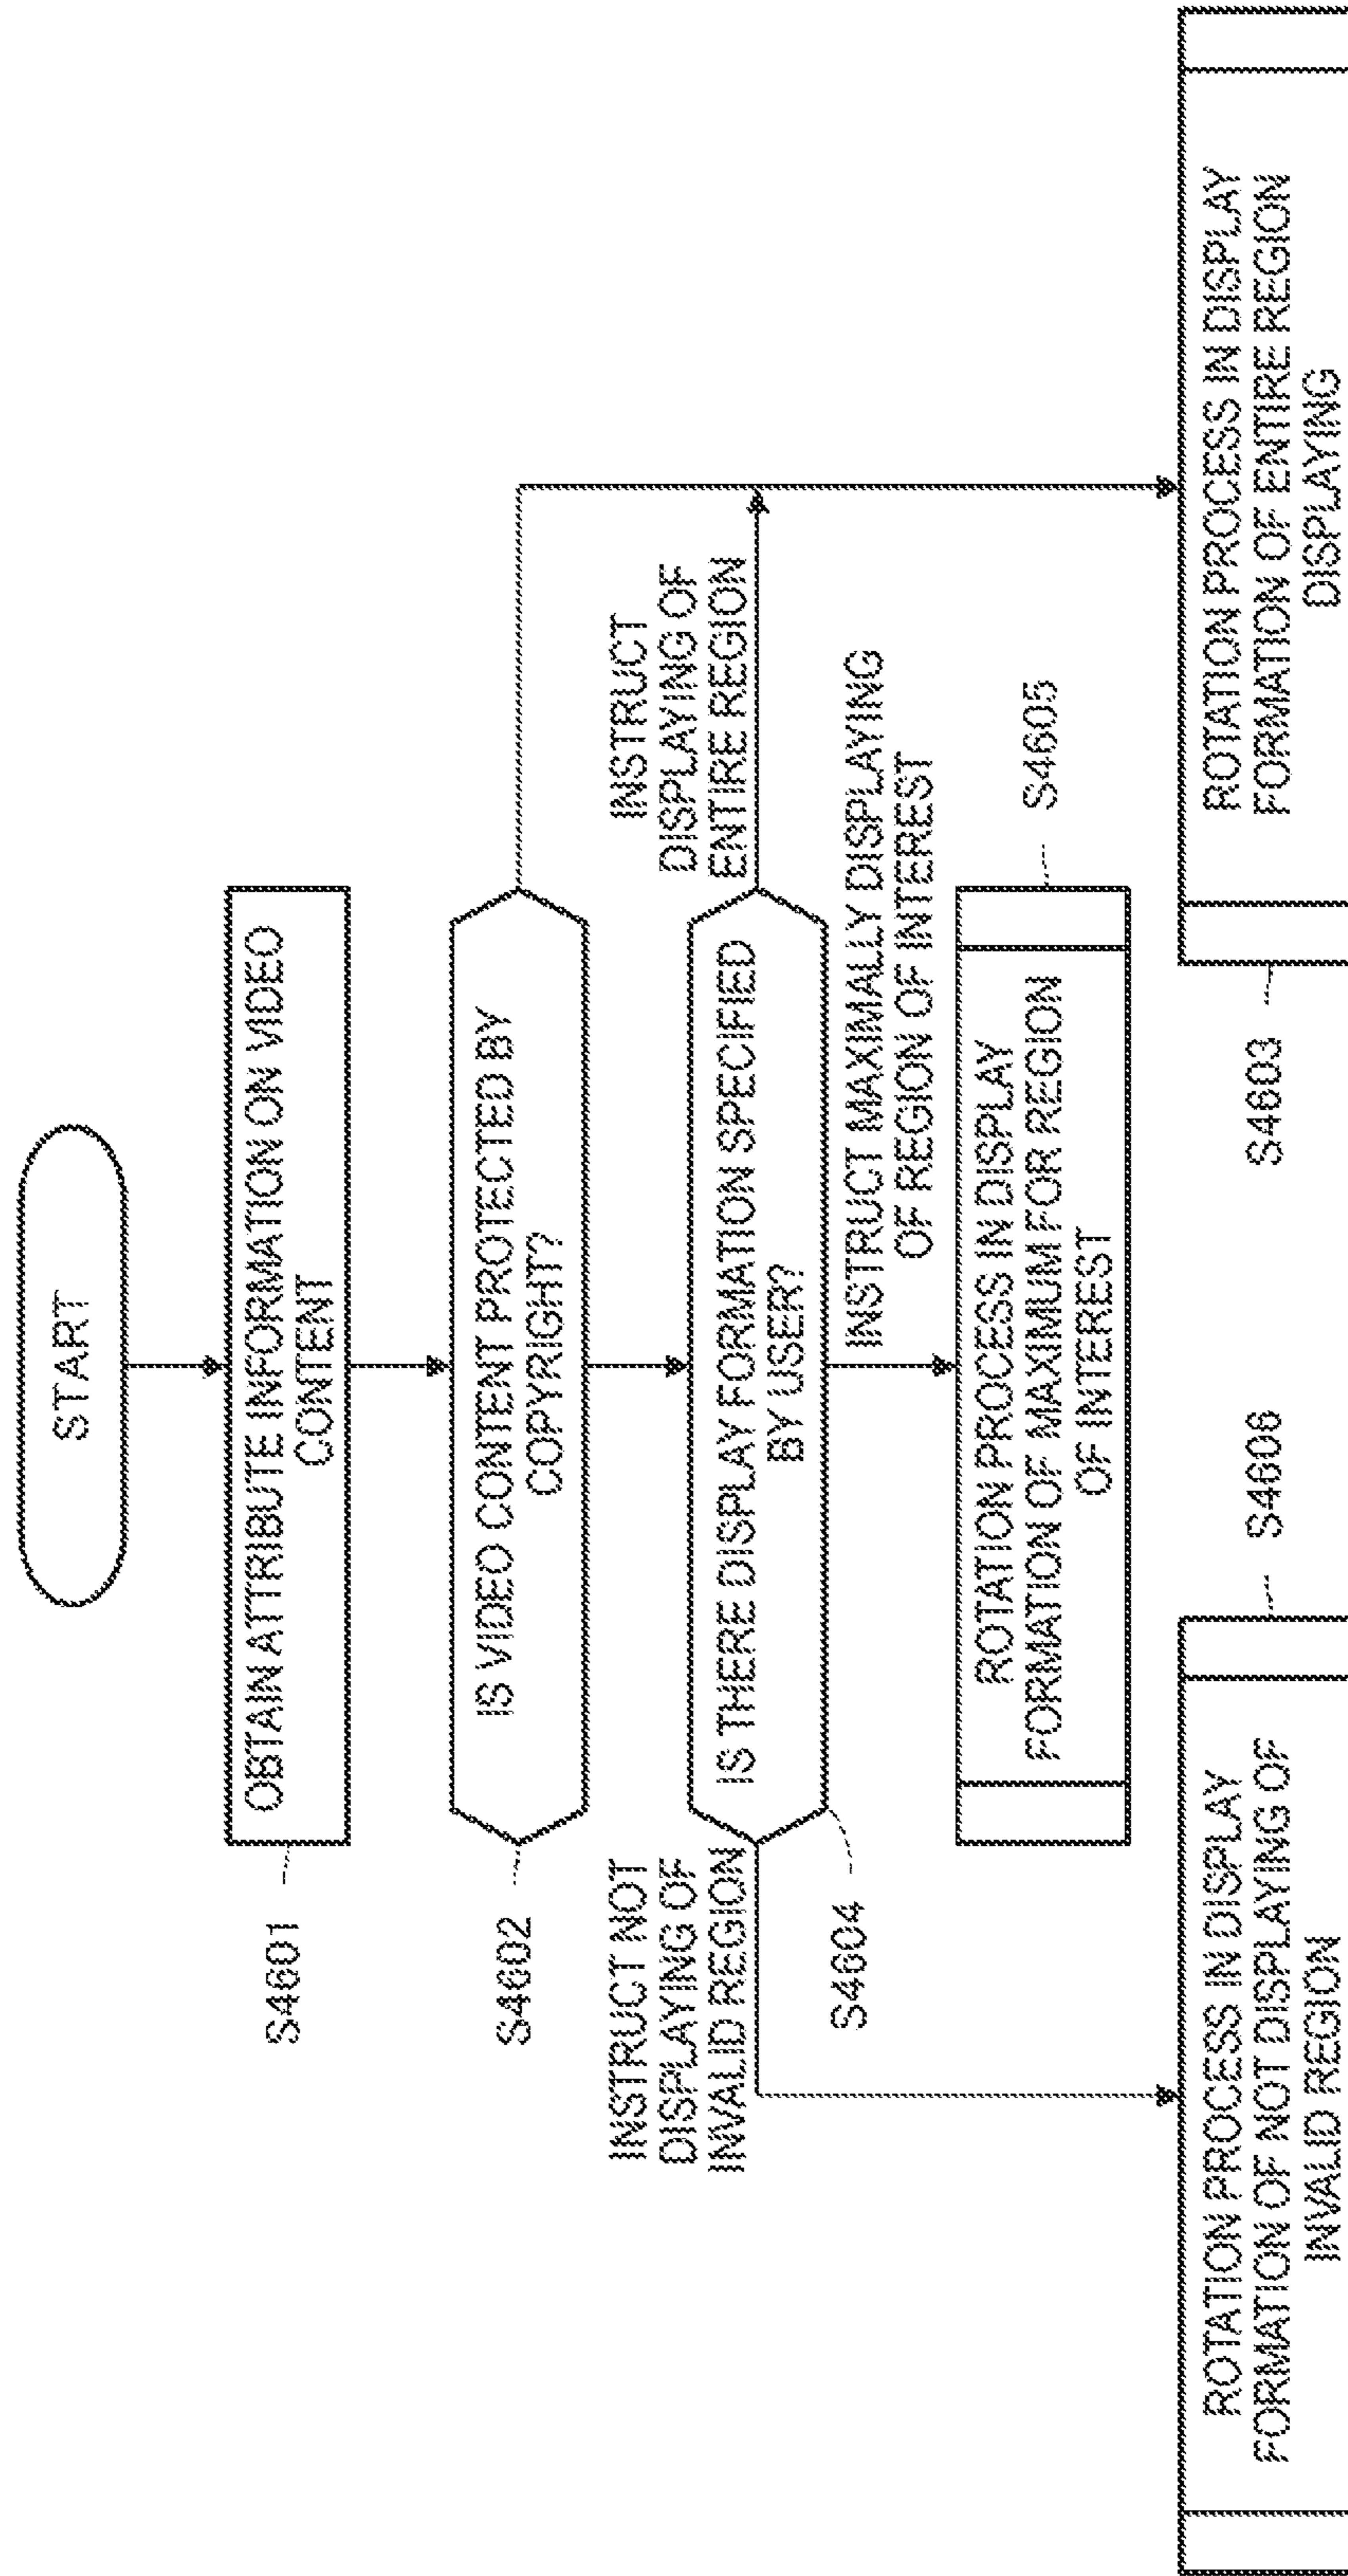 START
S4601
OBTAIN ATTRIBUTE INFORMATION ON VIDEO
CONTENT
S4602
IS VIDEO CONTENT PROTECTED BY
COPYRIGHT?
INSTRUCT NOT
DISPLAYING OF
INVALID REGION
IS THERE DISPLAY FORMATION SPECIFIED
BY USER?
INSTRUCT
DISPLAYING OF
ENTIRE REGION
S4604
INSTRUCT MAXIMALLY DISPLAYING
OF REGION OF INTEREST
ROTATION PROCESS IN DISPLAY
FORMATION OF MAXIMUM FOR REGION
OF INTEREST
S4605
ROTATION PROCESS IN DISPLAY
FORMATION OF NOT DISPLAYING OF
INVALID REGION
S4606
S4603
ROTATION PROCESS IN DISPLAY
FORMATION OF ENTIRE REGION
DISPLAYING